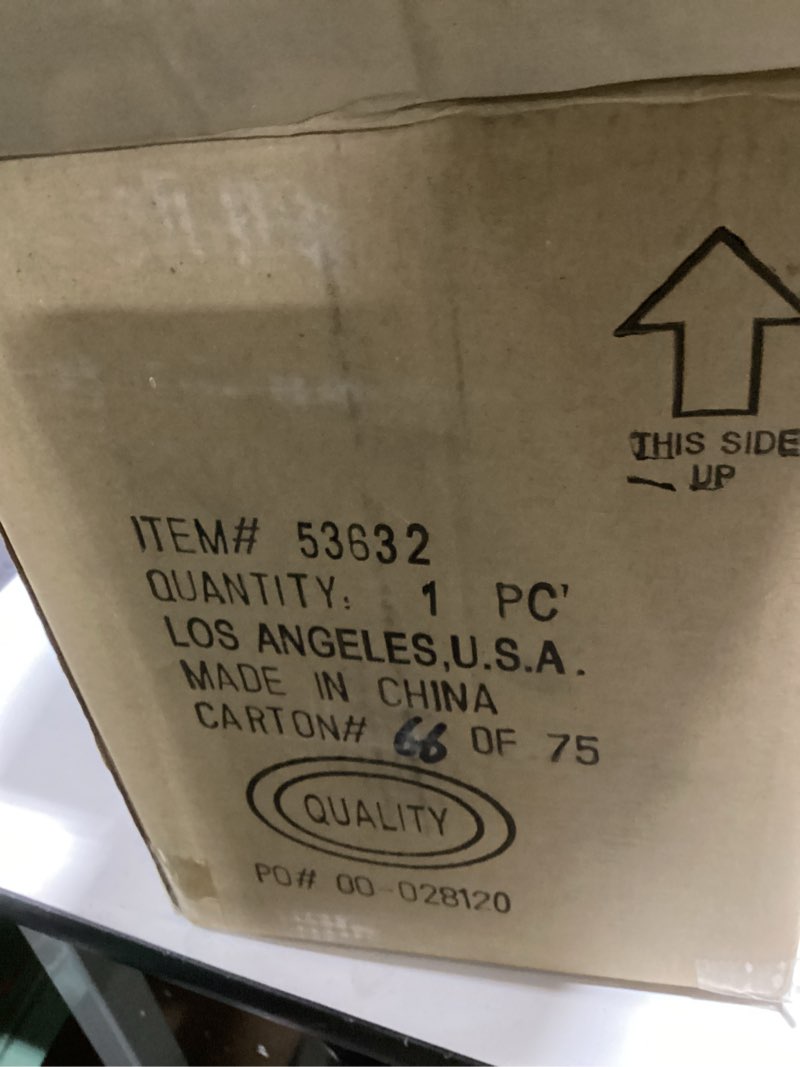 THIS SIDE
UP
ITEM# 53632
QUANTITY: 1 PC'
LOS ANGELES,U.S.A.
MADE IN CHINA
CARTON# 66 OF 75
QUALITY
PO# 00-028120